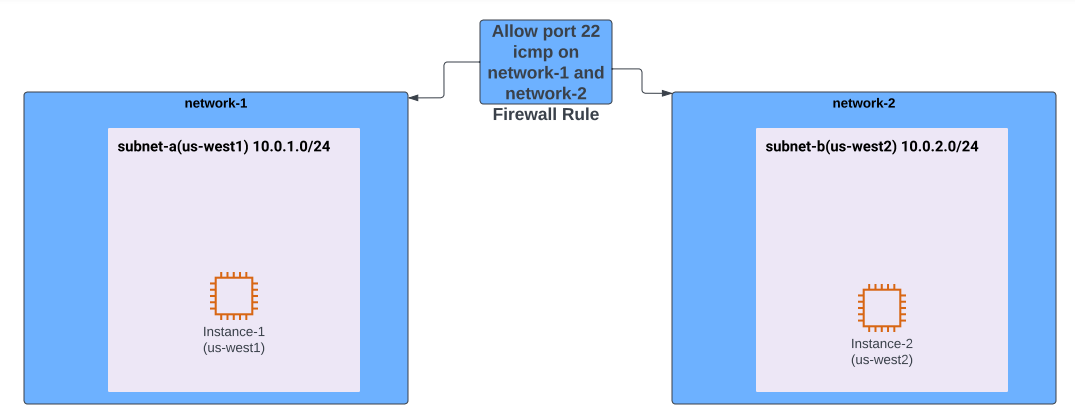 Allow port 22
icmp on
network-1 and
network-2
Firewall Rule
network-1
subnet-a(us-west1) 10.0.1.0/24
Instance-1
(us-west1)
network-2
subnet-b(us-west2) 10.0.2.0/24
Instance-2
(us-west2)